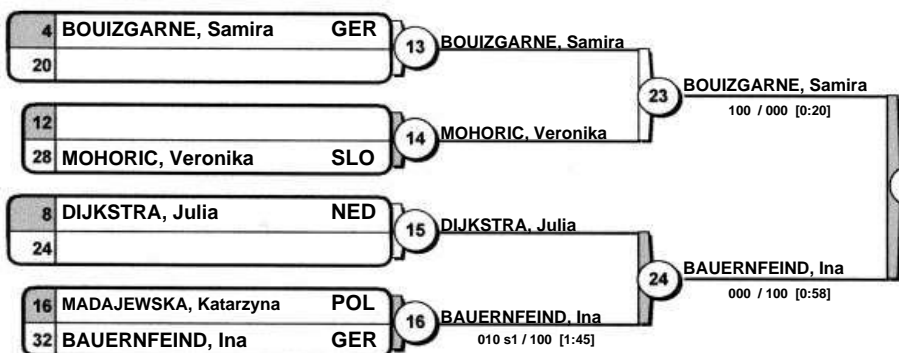 4 BOUIZGARNE, Samira GER
20
13
BOUIZGARNE, Samira
12
28 MOHORIC, Veronika SLO
14
MOHORIC, Veronika
23
BOUIZGARNE, Samira
100 / 000 [0:20]
8 DIJKSTRA, Julia NED
24
15
DIJKSTRA, Julia
16 MADAJEWSKA, Katarzyna POL
32 BAUERNFEIND, Ina GER
16
BAUERNFEIND, Ina
010 s1 / 100 [1:45]
24
BAUERNFEIND, Ina
000 / 100 [0:58]